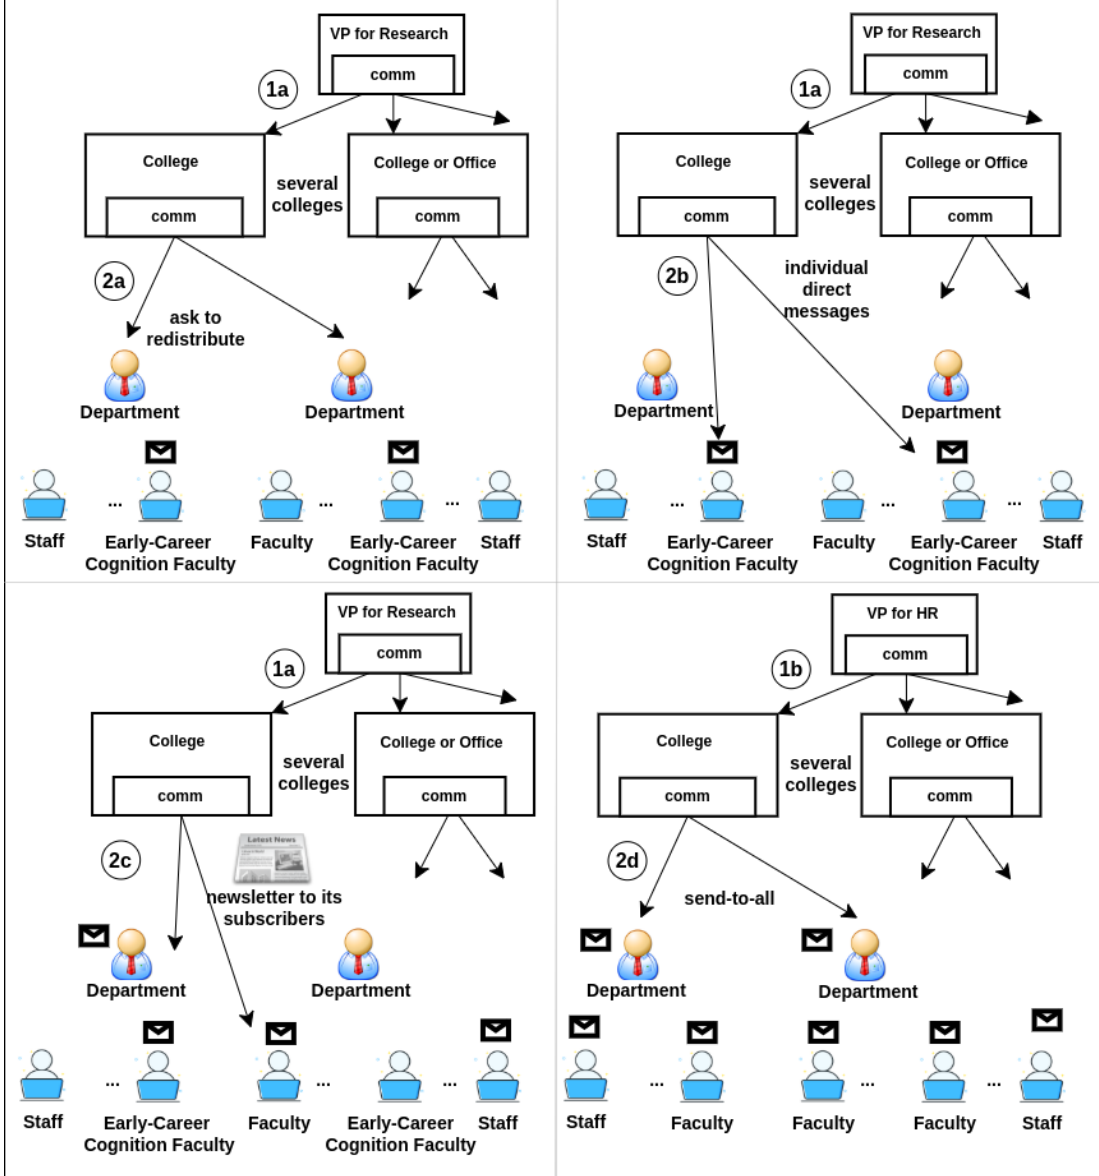 VP for Research
comm
1a
College
comm
several
colleges
College or Office
comm
2a
ask to
redistribute
Department
Department
Staff
...
Early-Career
Cognition Faculty
Faculty
...
Early-Career
Cognition Faculty
...
Staff
VP for Research
comm
1a
College
comm
several
colleges
College or Office
comm
2b
individual
direct
messages
Department
Department
Staff
...
Early-Career
Cognition Faculty
Faculty
...
Early-Career
Cognition Faculty
...
Staff
VP for Research
comm
1a
College
comm
several
colleges
College or Office
comm
2c
Latest News
newsletter to its
subscribers
Department
Department
Staff
...
Early-Career
Cognition Faculty
Faculty
...
Early-Career
Cognition Faculty
...
Staff
VP for HR
comm
1b
College
comm
several
colleges
College or Office
comm
2d
send-to-all
Department
Department
Staff
...
Faculty
Faculty
...
Faculty
...
Staff